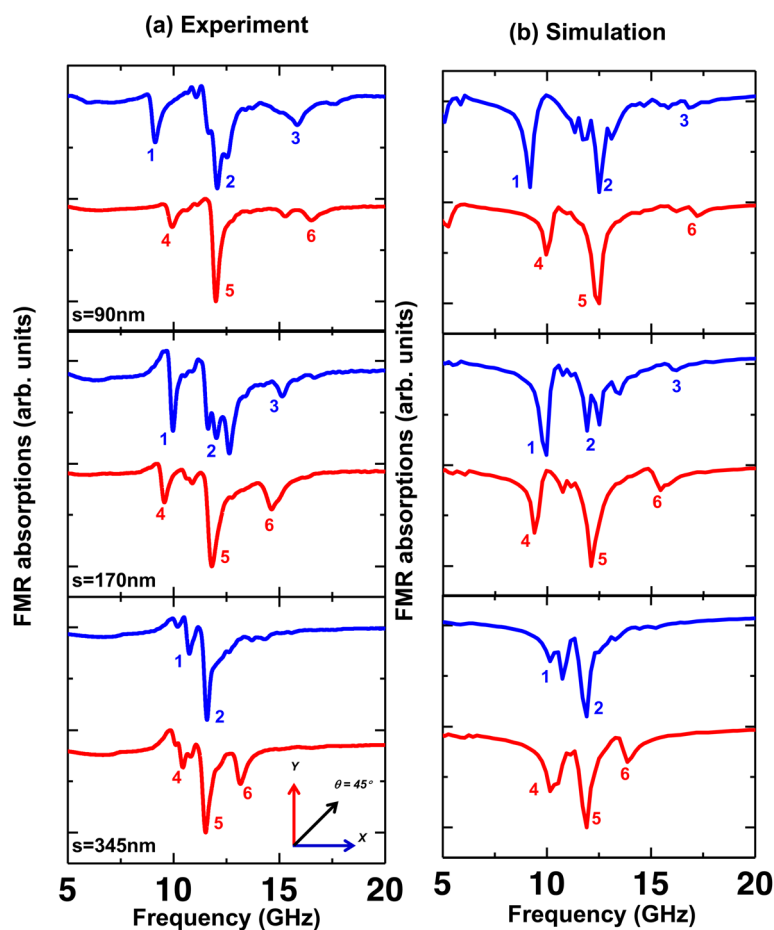 (a) Experiment
(b) Simulation
FMR absorptions (arb. units)
1
2
3
4
5
6
s=90nm
1
2
3
4
5
6
s=170nm
1
2
4
5
6
s=345nm
Y
θ = 45°
X
5 10 15 20
Frequency (GHz)
FMR absorptions (arb. units)
1
2
3
4
5
6
1
2
3
4
5
6
1
2
4
5
6
5 10 15 20
Frequency (GHz)